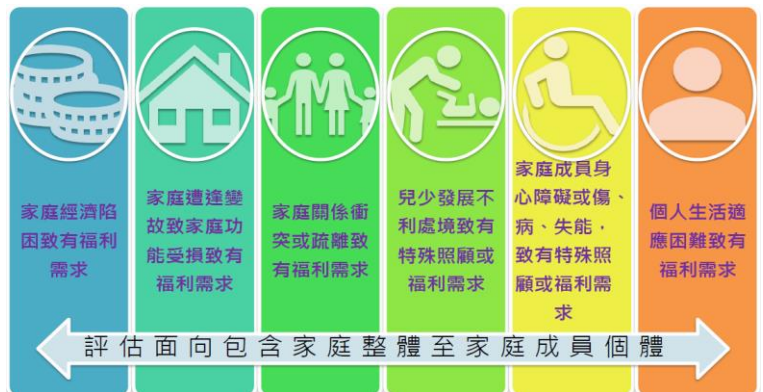 家庭經濟陷
困致有福利
需求
家庭遭逢變
故致家庭功
能受損致有
福利需求
家庭關係衝
突或疏離致
有福利需求
兒少發展不
利處境致有
特殊照顧或
福利需求
家庭成員身
心障礙或傷、
病、失能，
致有特殊照
顧或福利需
求
個人生活適
應困難致有
福利需求
評估面向包含家庭整體至家庭成員個體